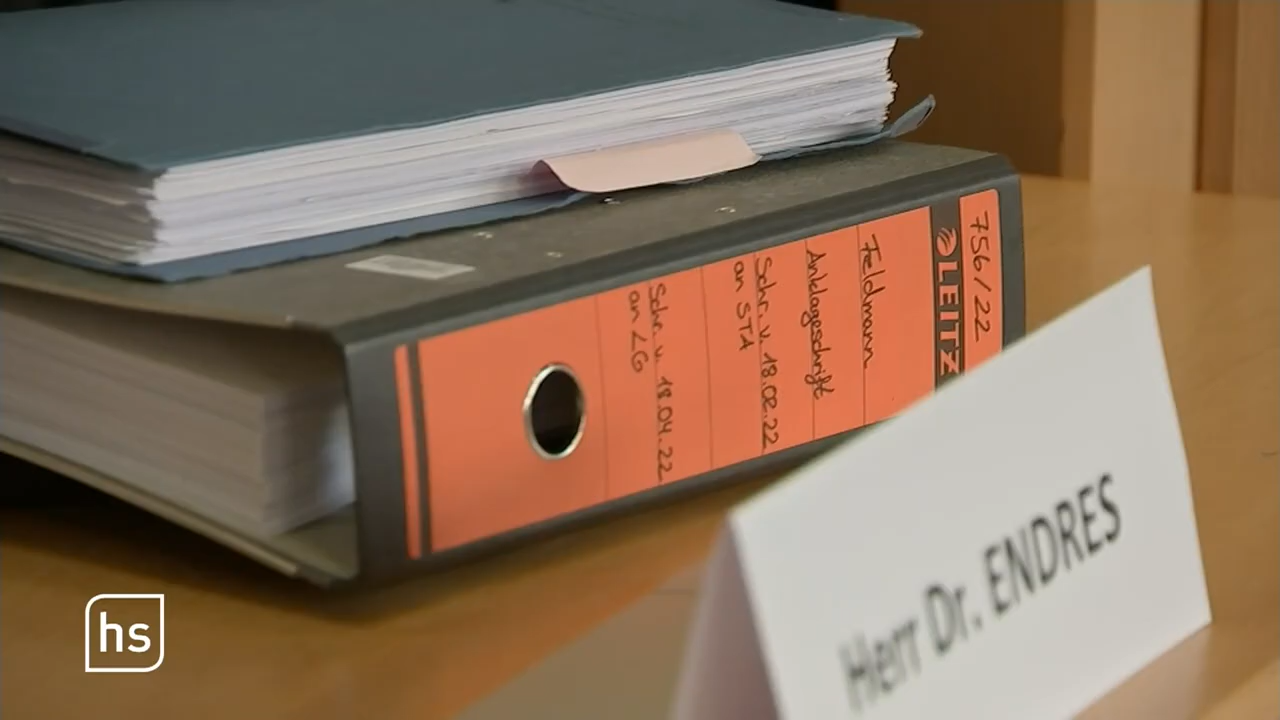 756/22
LEITZ
Feldmann
Anklageschrift
Schr. v. 18.02.22
an STA
Schr. v. 18.04.22
an LG
Herr Dr. ENDRES
hs